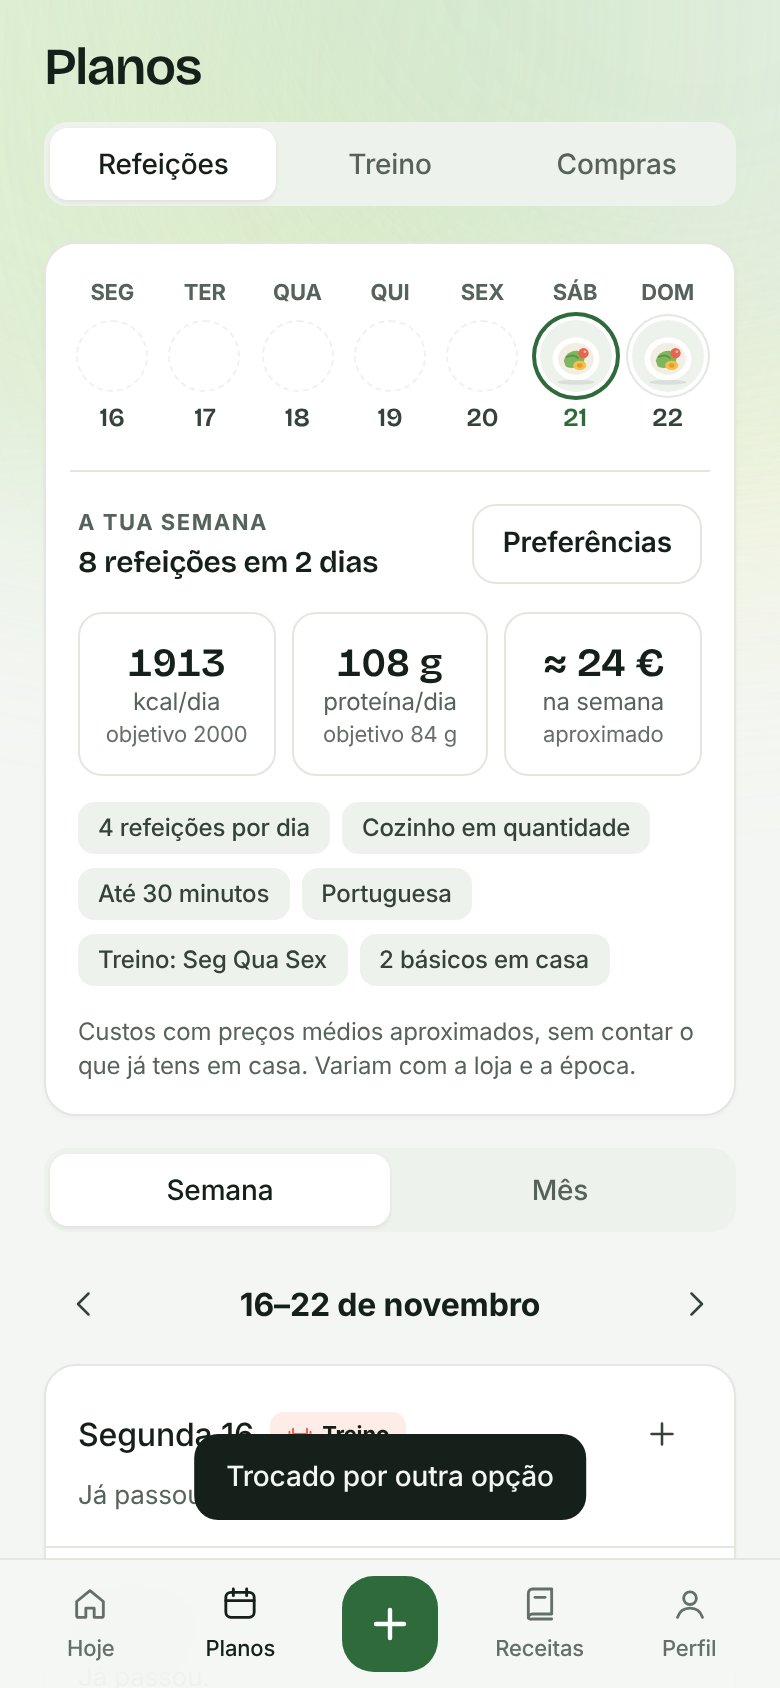 Planos
Refeições Treino Compras
SEG TER QUA QUI SEX SÁB DOM
16 17 18 19 20 21 22
A TUA SEMANA
8 refeições em 2 dias
Preferências
1913 108 g ≈ 24 €
kcal/dia proteína/dia na semana
objetivo 2000 objetivo 84 g aproximado
4 refeições por dia Cozinho em quantidade
Até 30 minutos Portuguesa
Treino: Seg Qua Sex 2 básicos em casa
Custos com preços médios aproximados, sem contar o
que já tens em casa. Variam com a loja e a época.
Semana Mês
16–22 de novembro
Segunda 16 Treino
Trocado por outra opção
Já passou
Hoje Planos Receitas Perfil
Já passou.